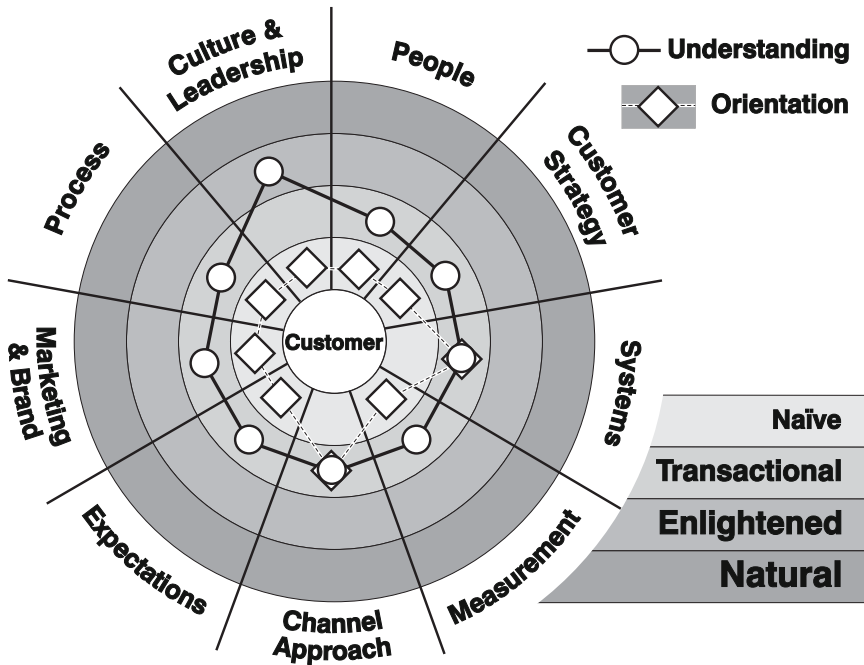 Culture &
Leadership
People
Understanding
Orientation
Customer
Strategy
Process
Customer
Marketing
& Brand
Systems
Naïve
Transactional
Enlightened
Natural
Expectations
Measurement
Channel
Approach